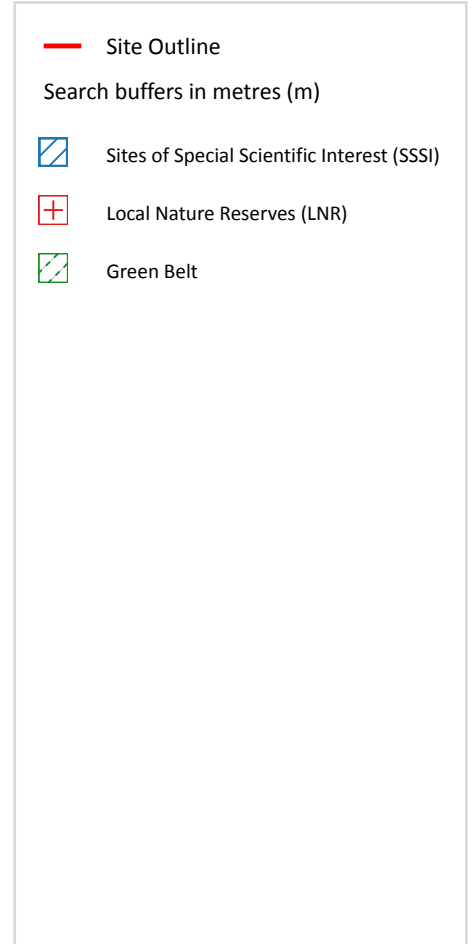 Site Outline
Search buffers in metres (m)
Sites of Special Scientific Interest (SSSI)
Local Nature Reserves (LNR)
Green Belt